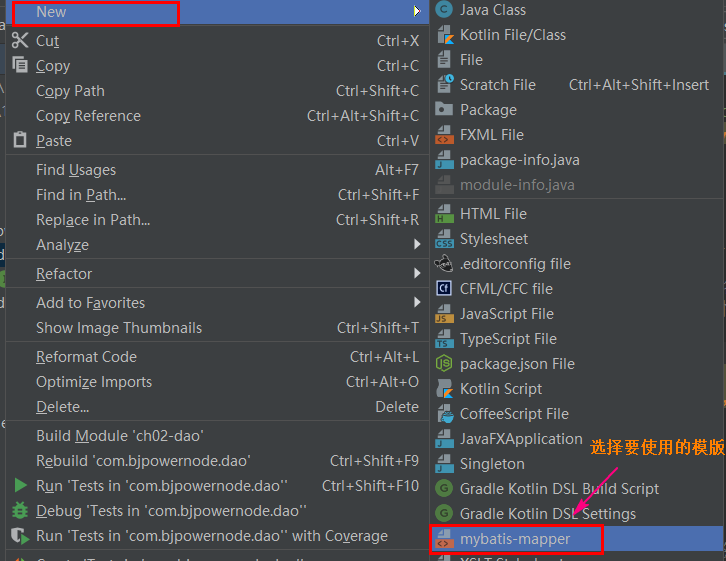 New
Cut Ctrl+X
Copy Ctrl+C
Copy Path Ctrl+Shift+C
Copy Reference Ctrl+Alt+Shift+C
Paste Ctrl+V
Find Usages Alt+F7
Find in Path... Ctrl+Shift+F
Replace in Path... Ctrl+Shift+R
Analyze
Refactor
Add to Favorites
Show Image Thumbnails Ctrl+Shift+T
Reformat Code Ctrl+Alt+L
Optimize Imports Ctrl+Alt+O
Delete... Delete
Build Module 'ch02-dao'
Rebuild 'com.bjpowernode.dao' Ctrl+Shift+F9
Run 'Tests in 'com.bjpowernode.dao'' Ctrl+Shift+F10
Debug 'Tests in 'com.bjpowernode.dao''
Run 'Tests in 'com.bjpowernode.dao'' with Coverage
Java Class
Kotlin File/Class
File
Scratch File Ctrl+Alt+Shift+Insert
Package
FXML File
package-info.java
module-info.java
HTML File
Stylesheet
.editorconfig file
CFML/CFC file
JavaScript File
TypeScript File
package.json File
Kotlin Script
CoffeeScript File
JavaFXApplication
选择要使用的模版
Singleton
Gradle Kotlin DSL Build Script
Gradle Kotlin DSL Settings
mybatis-mapper